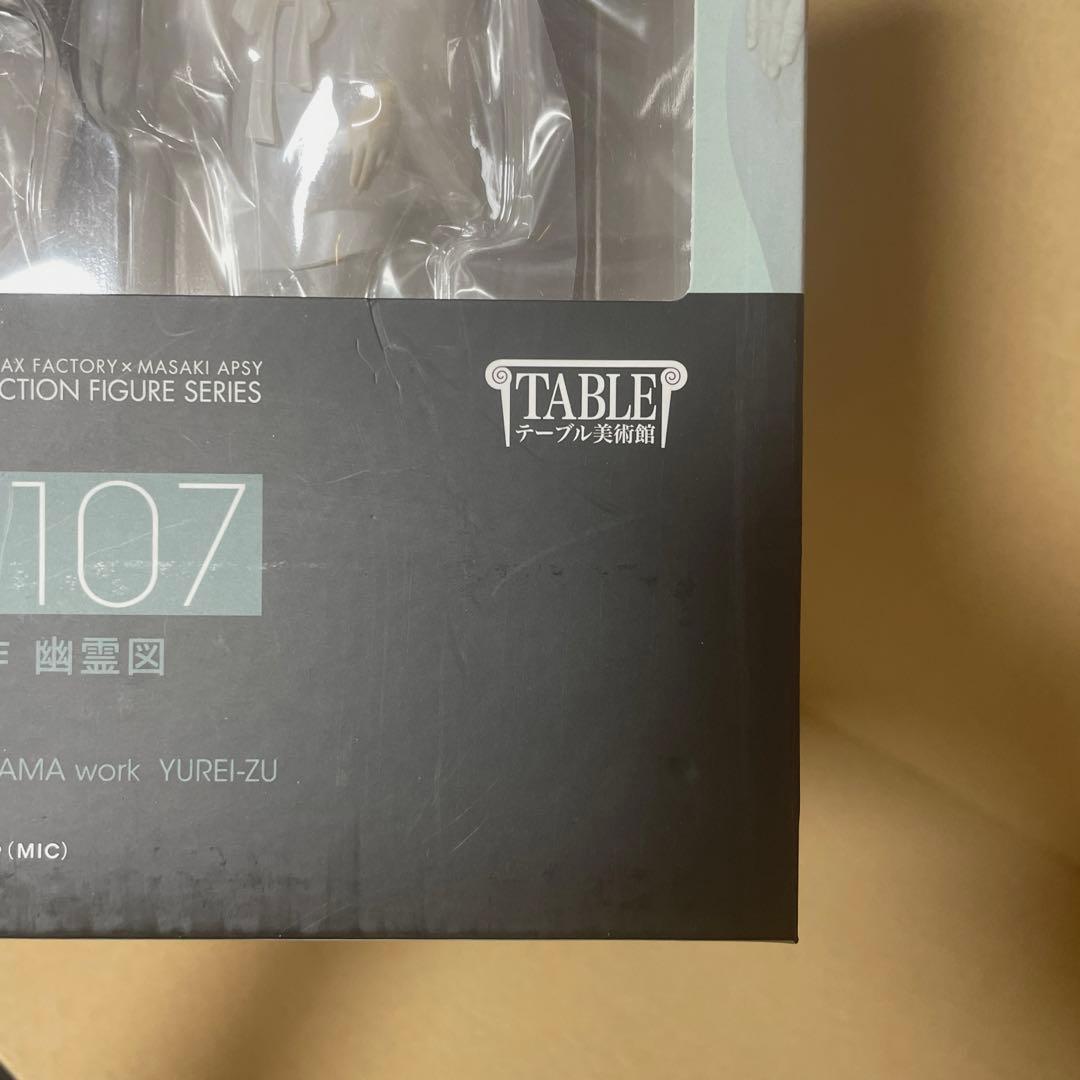 AX FACTORY×MASAKI APSY
CTION FIGURE SERIES
TABLE
テーブル美術館
107
作 幽霊図
AMA work YUREI-ZU
(MIC)